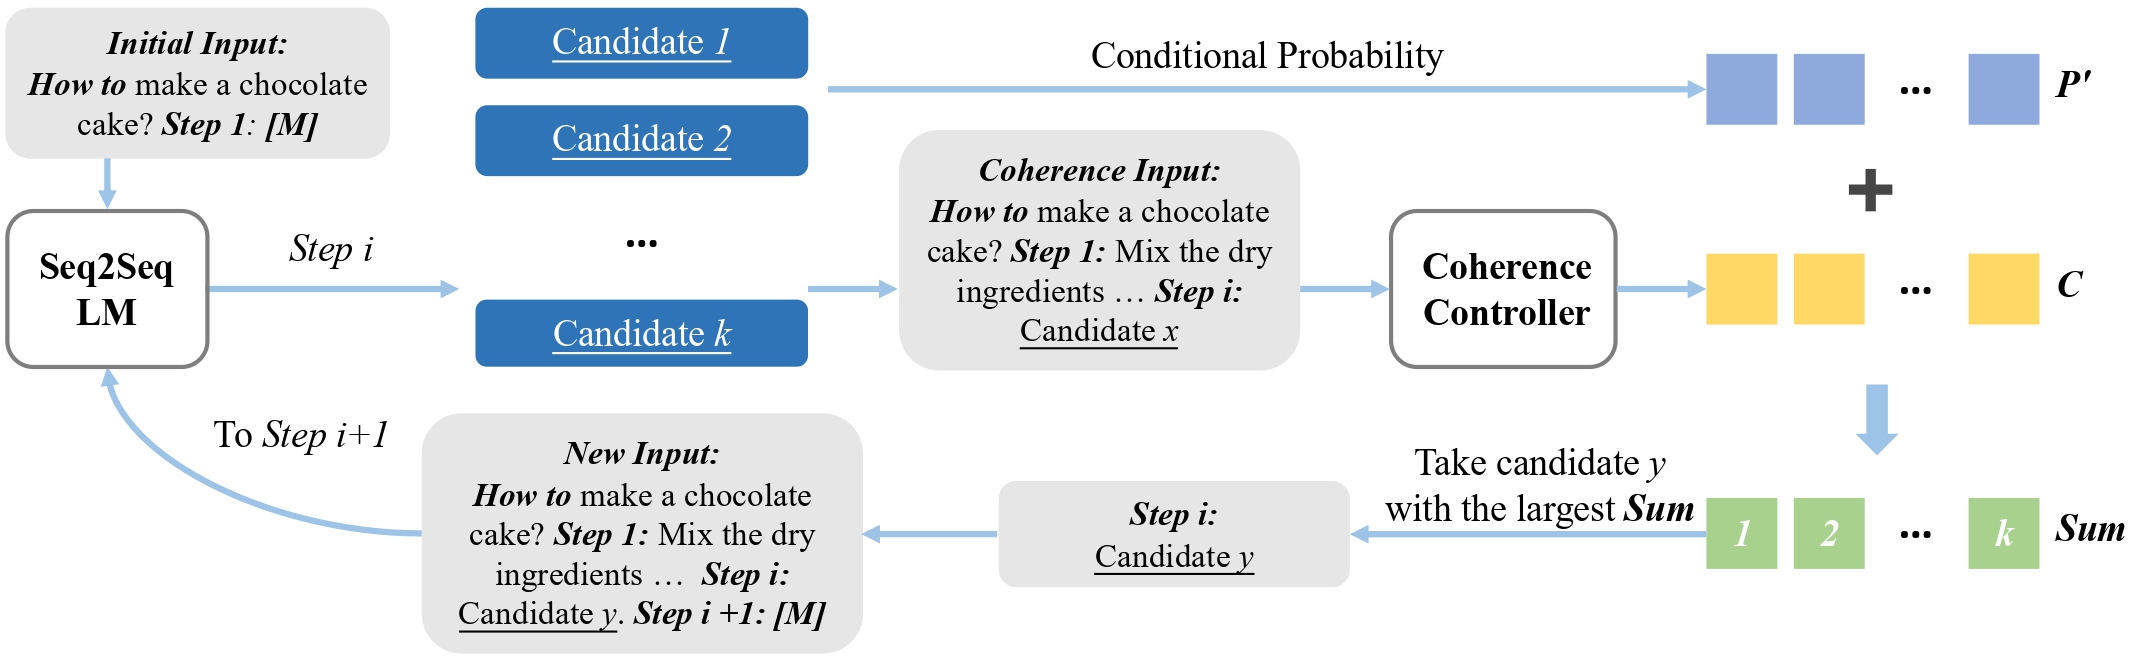 Initial Input:
How to make a chocolate
cake? Step 1: [M]
Seq2Seq
LM
Step i
Candidate 1
Candidate 2
...
Candidate k
Conditional Probability
Coherence Input:
How to make a chocolate
cake? Step 1: Mix the dry
ingredients … Step i:
Candidate x
Coherence
Controller
... P'
+
... C
Take candidate y
with the largest Sum
1 2 ... k Sum
Step i:
Candidate y
New Input:
How to make a chocolate
cake? Step 1: Mix the dry
ingredients … Step i:
Candidate y. Step i +1: [M]
To Step i+1